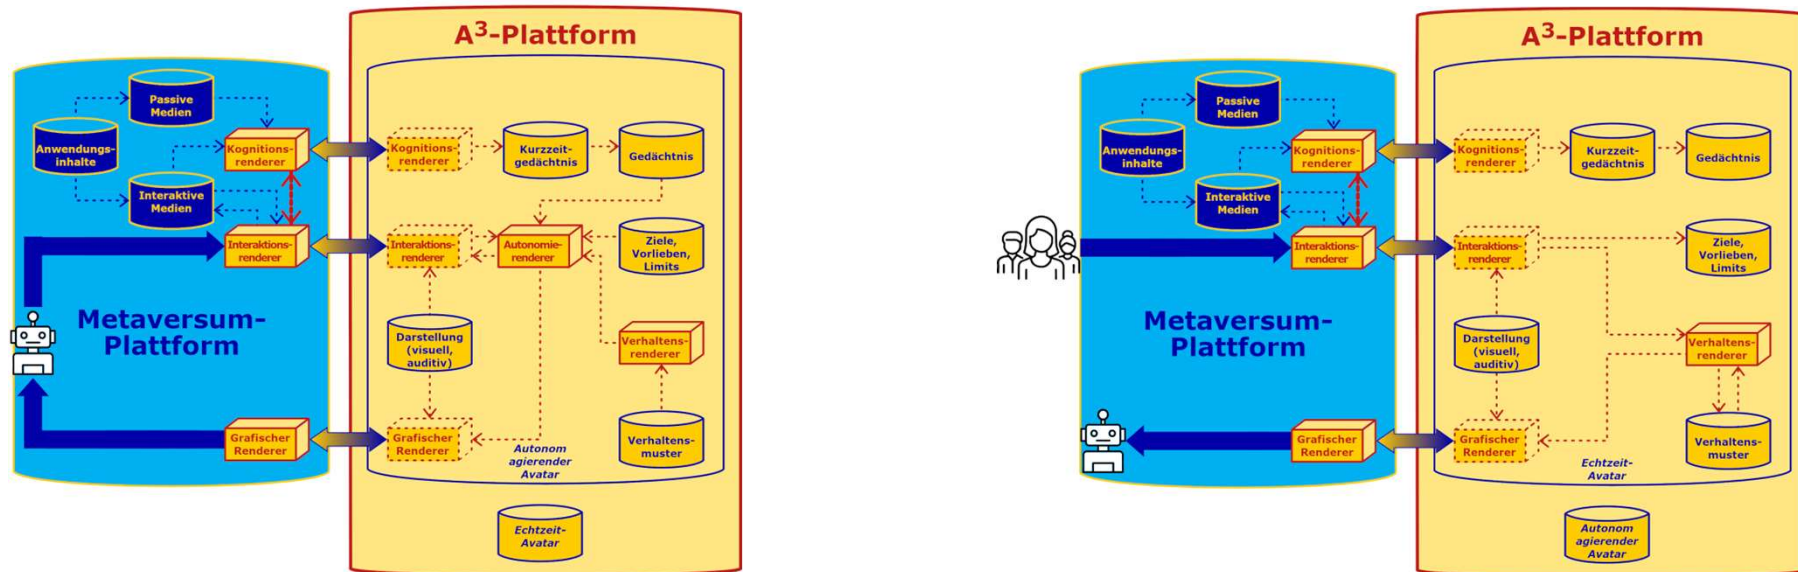 A³-Plattform
Passive
Medien
Anwendungs-
inhalte
Kognitions-
renderer
Kognitions-
renderer
Kurzzeit-
gedächtnis
Gedächtnis
Interaktive
Medien
Interaktions-
renderer
Interaktions-
renderer
Autonomie-
renderer
Ziele,
Vorlieben,
Limits
Metaversum-
Plattform
Darstellung
(visuell,
auditiv)
Verhaltens-
renderer
Grafischer
Renderer
Grafischer
Renderer
Verhaltens-
muster
Autonom
agierender
Avatar
Echtzeit-
Avatar
A³-Plattform
Passive
Medien
Anwendungs-
inhalte
Kognitions-
renderer
Kognitions-
renderer
Kurzzeit-
gedächtnis
Gedächtnis
Interaktive
Medien
Interaktions-
renderer
Interaktions-
renderer
Ziele,
Vorlieben,
Limits
Metaversum-
Plattform
Darstellung
(visuell,
auditiv)
Verhaltens-
renderer
Grafischer
Renderer
Grafischer
Renderer
Verhaltens-
muster
Echtzeit-
Avatar
Autonom
agierender
Avatar